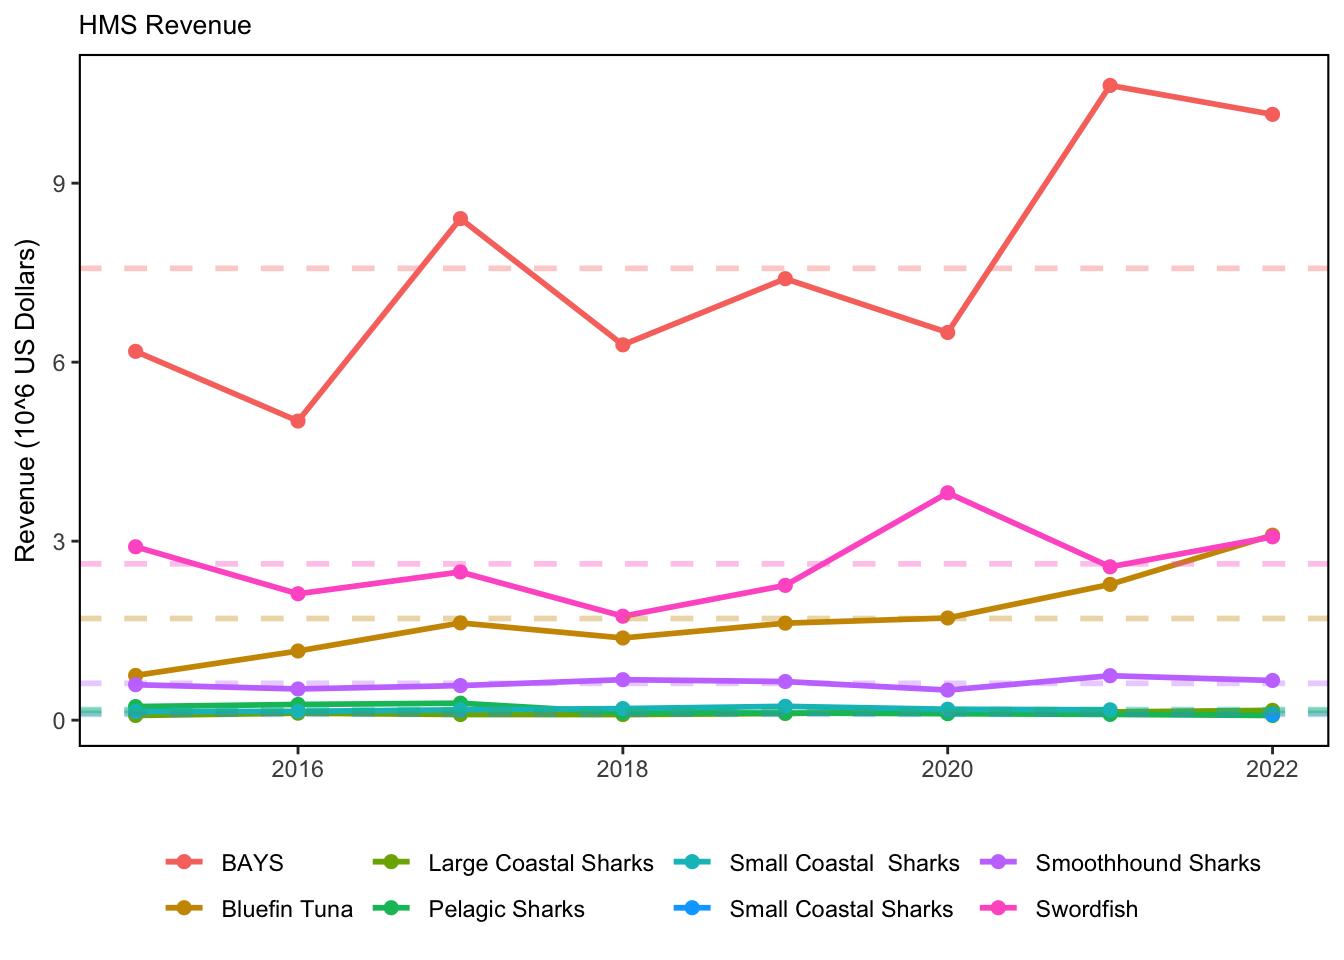 HMS Revenue
Revenue (10^6 US Dollars)
9
6
3
0
2016 2018 2020 2022
BAYS Large Coastal Sharks Small Coastal  Sharks Smoothhound Sharks
Bluefin Tuna Pelagic Sharks Small Coastal Sharks Swordfish